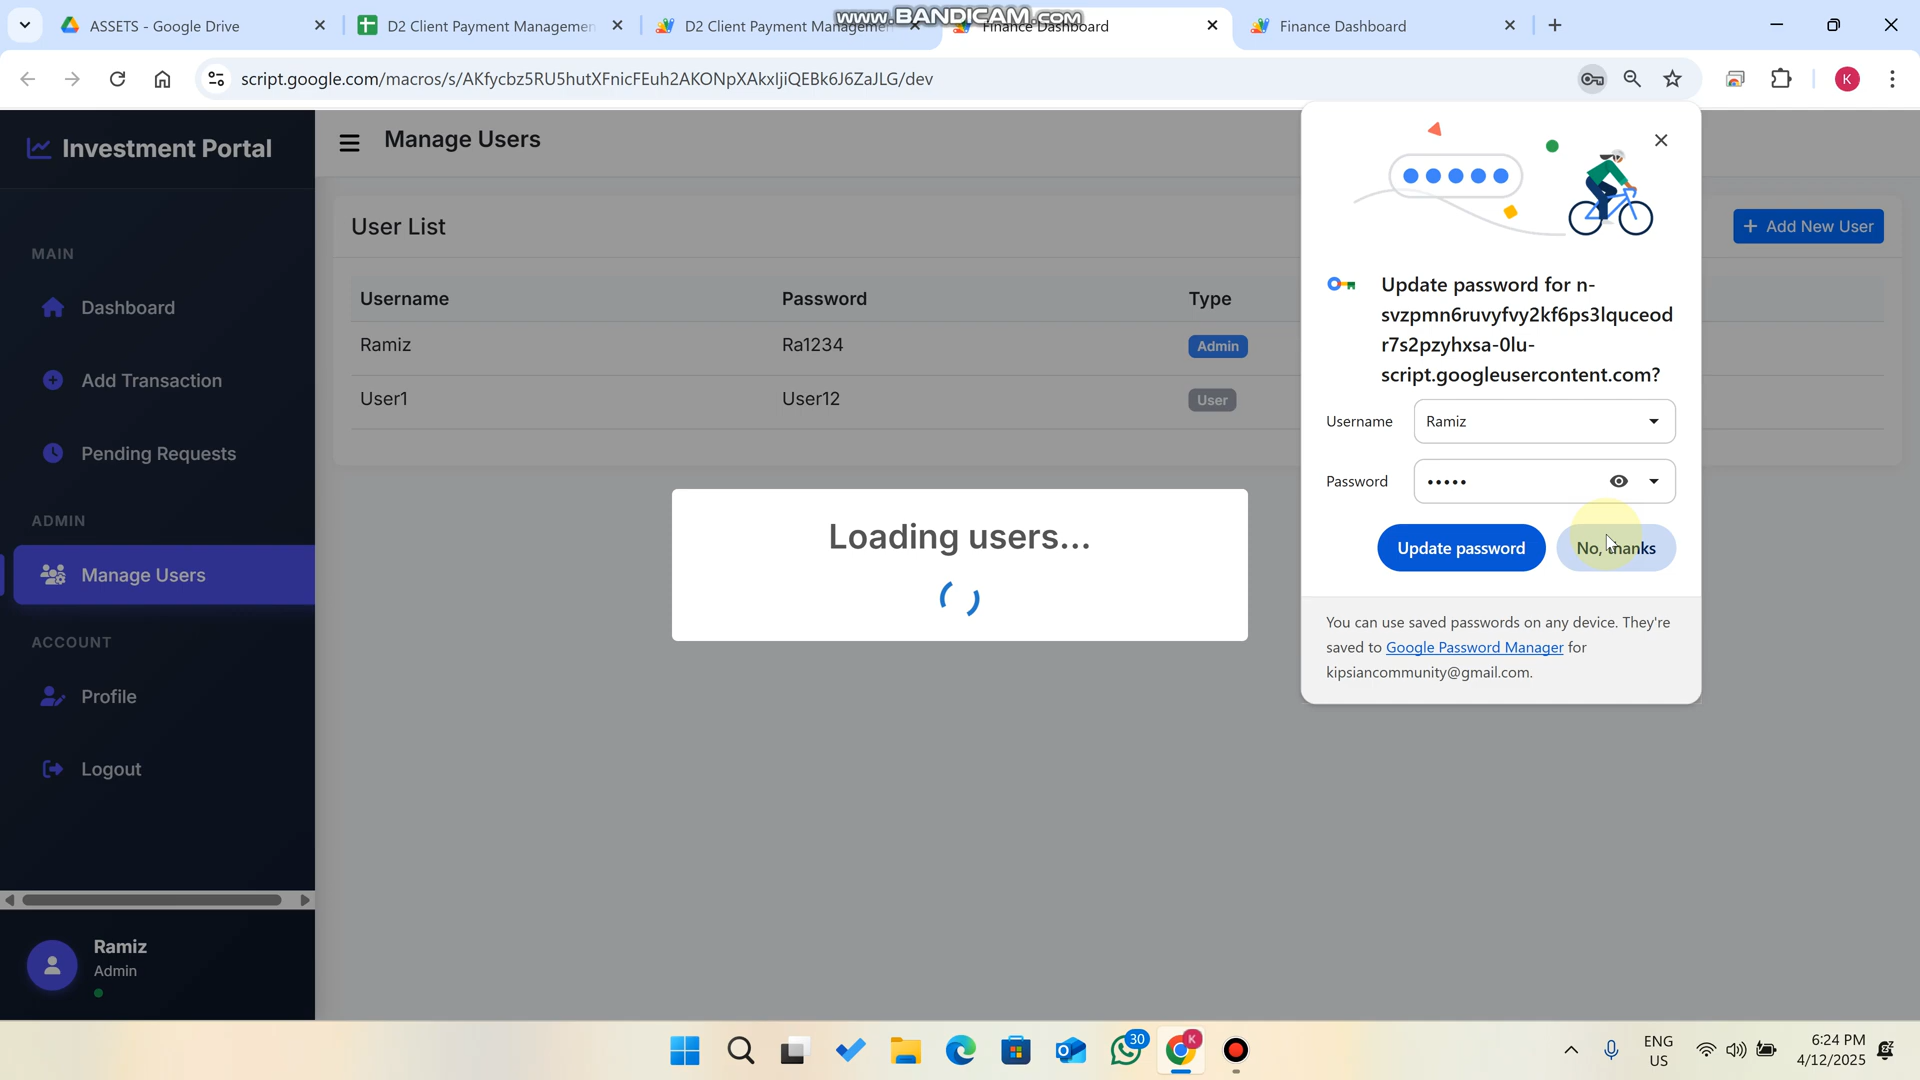 ASSETS - Google Drive
D2 Client Payment Managemen
D2 Client Payment Manageme
www.BANDICAM.com
Finance Dashboard
Finance Dashboard
script.google.com/macros/s/AKfycbz5RU5hutXFnicFEuh2AKONpXAkxIjiQEBk6J6ZaJLG/dev
K
Investment Portal
MAIN
Dashboard
Add Transaction
Pending Requests
ADMIN
Manage Users
ACCOUNT
Profile
Logout
Ramiz
Admin
Manage Users
User List
+ Add New User
Username Password Type
Ramiz Ra1234 Admin
User1 User12 User
Loading users...
Update password for n-
svzpmn6ruvyfvy2kf6ps3lquceod
r7s2pzyhxsa-0lu-
script.googleusercontent.com?
Username Ramiz
Password •••••
Update password No, thanks
You can use saved passwords on any device. They're
saved to Google Password Manager for
kipsiancommunity@gmail.com.
30
K
ENG
US
6:24 PM
4/12/2025